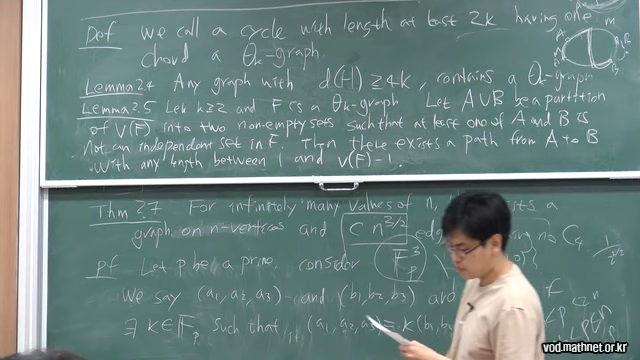 Def We call a cycle with length at least 2k having one
chord a Θk-graph.
Lemma 2.4 Any graph with d(H) ≥ 4k, contains a Θk-graph
Lemma 2.5 Let k≥2 and F is a Θk-graph Let A∪B be a partition
of V(F) into two non-empty sets such that at least one of A and B is
not an independent set in F. Then there exists a path from A to B
with any length between 1 and v(F)-1.
Thm 2.7 For infinitely many values of n,
graph on n-vertices and c n^{3/2} no C4
pf Let p be a prime, consider F_p^3
We say (a1, a2, a3) and (b1, b2, b3) are
∃ k∈F_p such that (a1, a2, a3) = k(b1, b2
vod.mathnet.or.kr